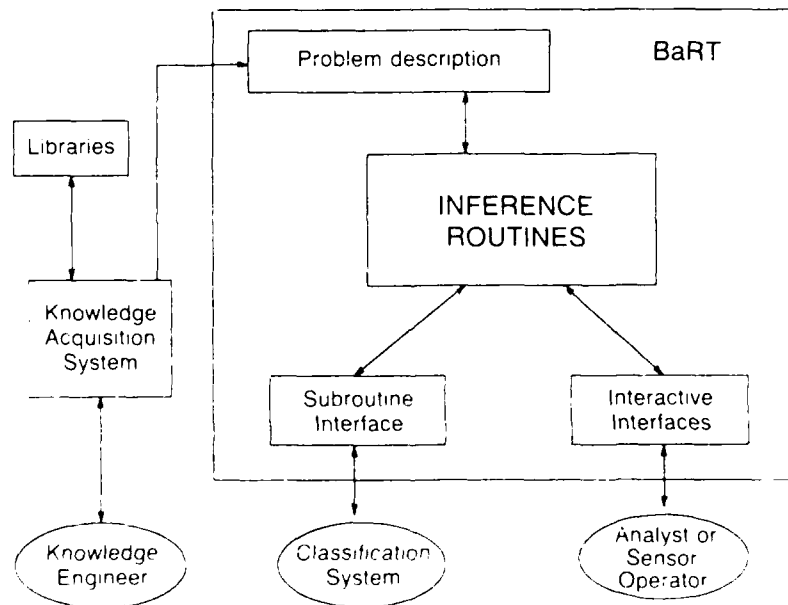 Problem description
BaRT
Libraries
INFERENCE
ROUTINES
Knowledge
Acquisition
System
Subroutine
Interface
Interactive
Interfaces
Knowledge
Engineer
Classification
System
Analyst or
Sensor
Operator